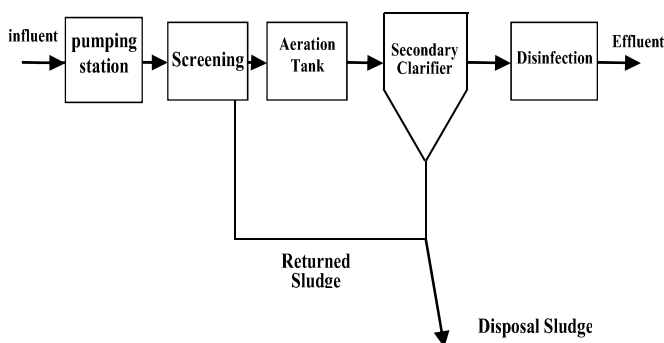 influent
pumping
station
Screening
Aeration
Tank
Secondary
Clarifier
Disinfection
Effluent
Returned
Sludge
Disposal Sludge